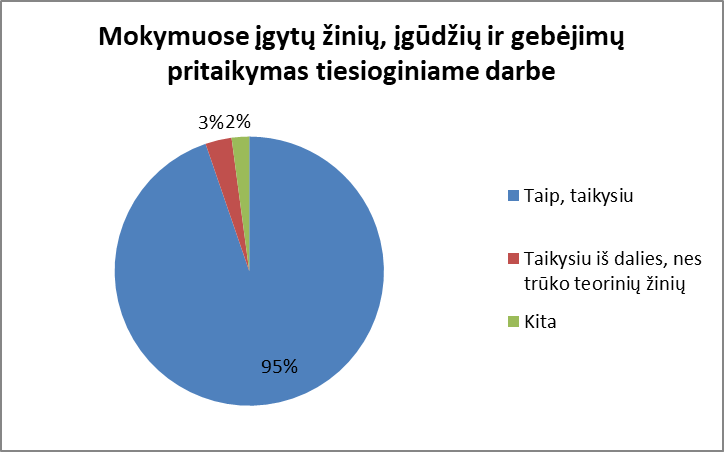 Mokymuose įgytų žinių, įgūdžių ir gebėjimų
pritaikymas tiesioginiame darbe
3%
2%
95%
Taip, taikysiu
Taikysiu iš dalies, nes
trūko teorinių žinių
Kita